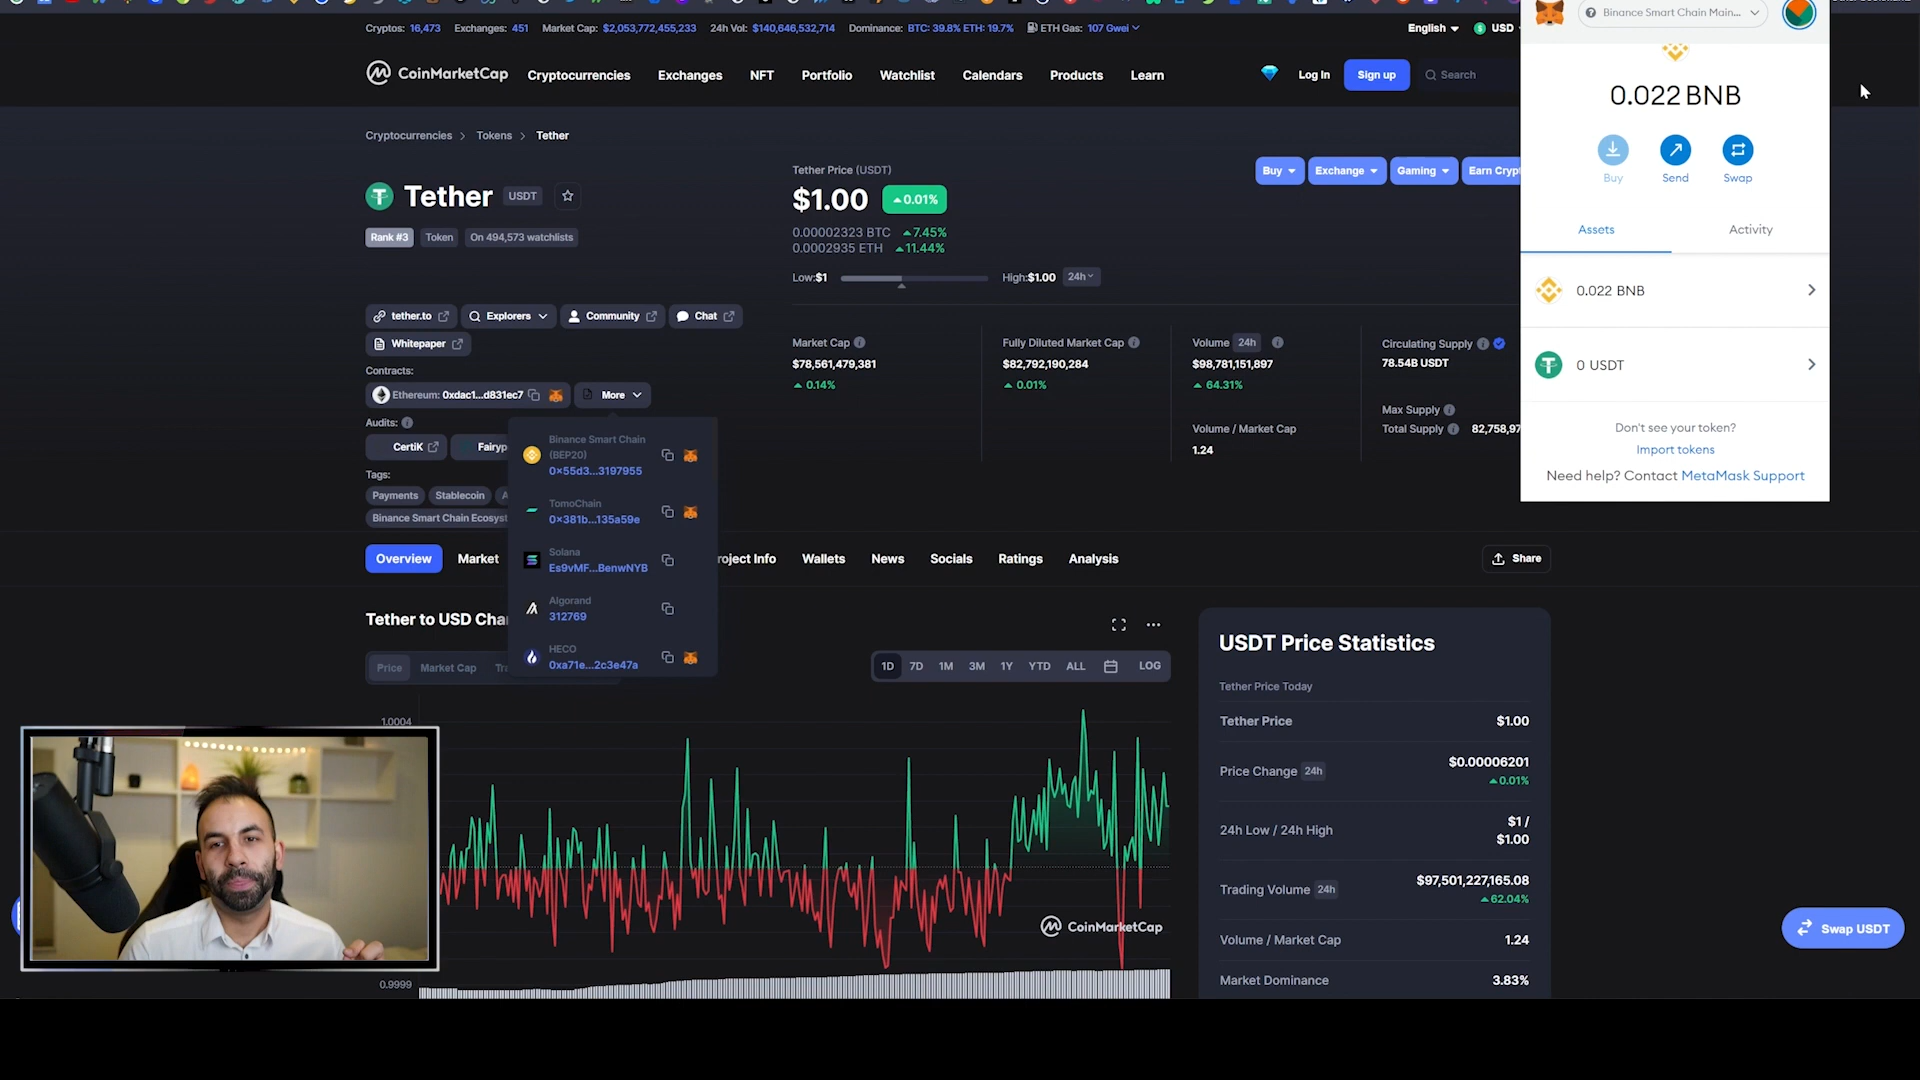 Cryptos: 16,473 Exchanges: 451 Market Cap: $2,053,772,455,233 24h Vol: $140,646,532,714 Dominance: BTC: 39.8% ETH: 19.7% ETH Gas: 107 Gwei
English USD
CoinMarketCap Cryptocurrencies Exchanges NFT Portfolio Watchlist Calendars Products Learn
Log In Sign up Search
Cryptocurrencies > Tokens > Tether
Tether USDT
Rank #3 Token On 494,573 watchlists
Tether Price (USDT)
$1.00 0.01%
0.00002323 BTC 7.45%
0.0002935 ETH 11.44%
Low:$1 High:$1.00 24h
Buy Exchange Gaming Earn Crypt
tether.to Explorers Community Chat
Whitepaper
Contracts:
Ethereum: 0xdac1...d831ec7 More
Audits:
CertiK Fairyp
Tags:
Payments Stablecoin A
Binance Smart Chain Ecosyst
Binance Smart Chain
(BEP20)
0x55d3...3197955
TomoChain
0x381b...135a59e
Solana
Es9vMF...BenwNYB
Algorand
312769
HECO
0xa71e...2c3e47a
Market Cap
$78,561,479,381
0.14%
Fully Diluted Market Cap
$82,792,190,284
0.01%
Volume 24h
$98,781,151,897
64.31%
Volume / Market Cap
1.24
Circulating Supply
78.54B USDT
Max Supply
Total Supply 82,758,97
Overview Market roject Info Wallets News Socials Ratings Analysis
Share
Tether to USD Cha
Price Market Cap Tr
1D 7D 1M 3M 1Y YTD ALL LOG
1.0004
0.9999
CoinMarketCap
USDT Price Statistics
Tether Price Today
Tether Price $1.00
Price Change 24h $0.00006201
0.01%
24h Low / 24h High $1 /
$1.00
Trading Volume 24h $97,501,227,165.08
62.04%
Volume / Market Cap 1.24
Market Dominance 3.83%
Swap USDT
Binance Smart Chain Main...
0.022 BNB
Buy Send Swap
Assets Activity
0.022 BNB
0 USDT
Don't see your token?
Import tokens
Need help? Contact MetaMask Support